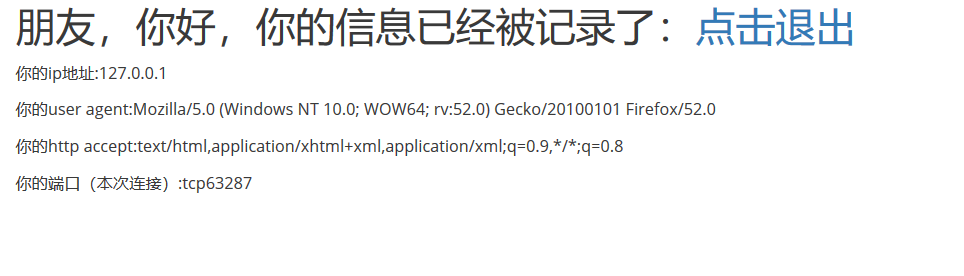 朋友，你好，你的信息已经被记录了：点击退出
你的ip地址:127.0.0.1
你的user agent:Mozilla/5.0 (Windows NT 10.0; WOW64; rv:52.0) Gecko/20100101 Firefox/52.0
你的http accept:text/html,application/xhtml+xml,application/xml;q=0.9,*/*;q=0.8
你的端口（本次连接）:tcp63287